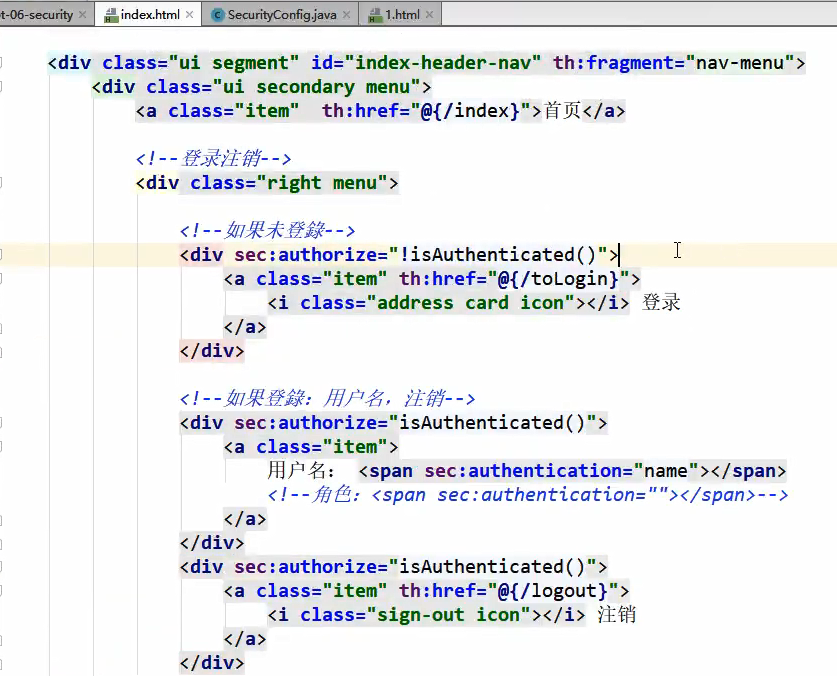 t-06-security index.html SecurityConfig.java 1.html
<div class="ui segment" id="index-header-nav" th:fragment="nav-menu">
<div class="ui secondary menu">
<a class="item"  th:href="@{/index}">首页</a>
<!--登录注销-->
<div class="right menu">
<!--如果未登錄-->
<div sec:authorize="!isAuthenticated()">
<a class="item" th:href="@{/toLogin}">
<i class="address card icon"></i> 登录
</a>
</div>
<!--如果登錄：用户名，注销-->
<div sec:authorize="isAuthenticated()">
<a class="item">
用户名： <span sec:authentication="name"></span>
<!--角色：<span sec:authentication=""></span>-->
</a>
</div>
<div sec:authorize="isAuthenticated()">
<a class="item" th:href="@{/logout}">
<i class="sign-out icon"></i> 注销
</a>
</div>